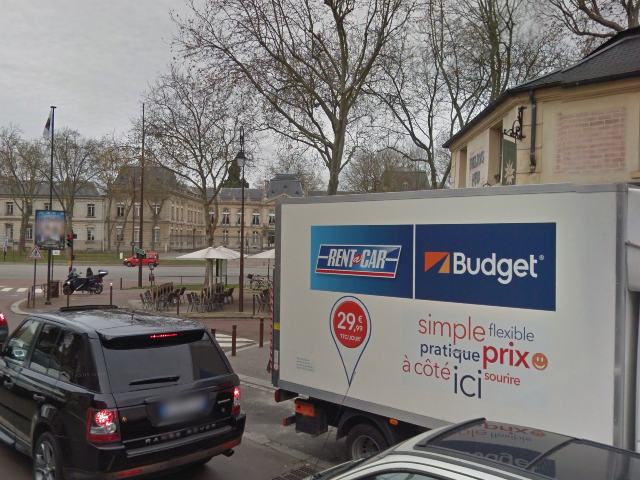 RENT A CAR
Budget
29€
,99
TTC/JOUR
simple flexible
pratique prix
à côté ici sourire
RANGE ROVER